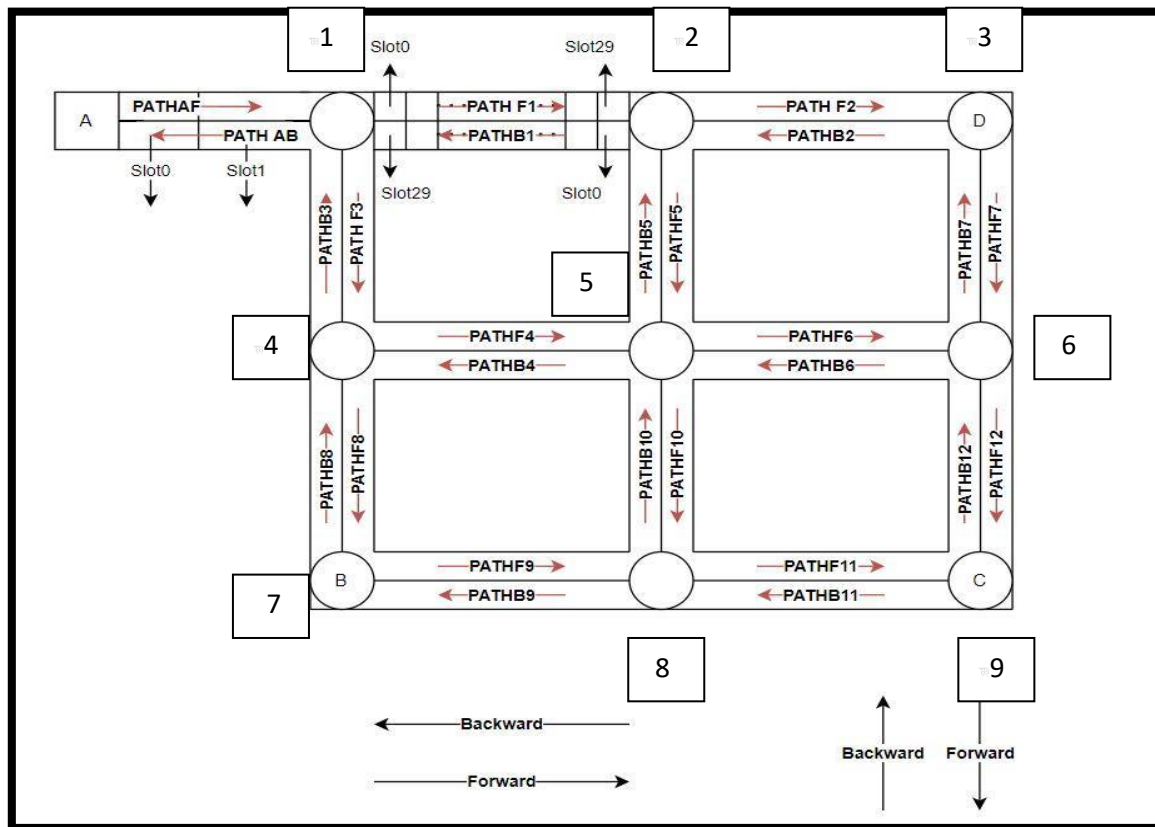 1
2
3
Slot0
Slot29
A
PATHAF
PATH F1
PATH F2
D
PATH AB
PATHB1
PATHB2
Slot0
Slot1
Slot29
Slot0
PATHB3
PATH F3
PATHB5
PATHF5
PATHB7
PATHF7
5
4
PATHF4
PATHF6
6
PATHB4
PATHB6
PATHB8
PATHF8
PATHB10
PATHF10
PATHB12
PATHF12
7
B
PATHF9
PATHF11
C
PATHB9
PATHB11
8
9
Backward
Forward
Backward
Forward